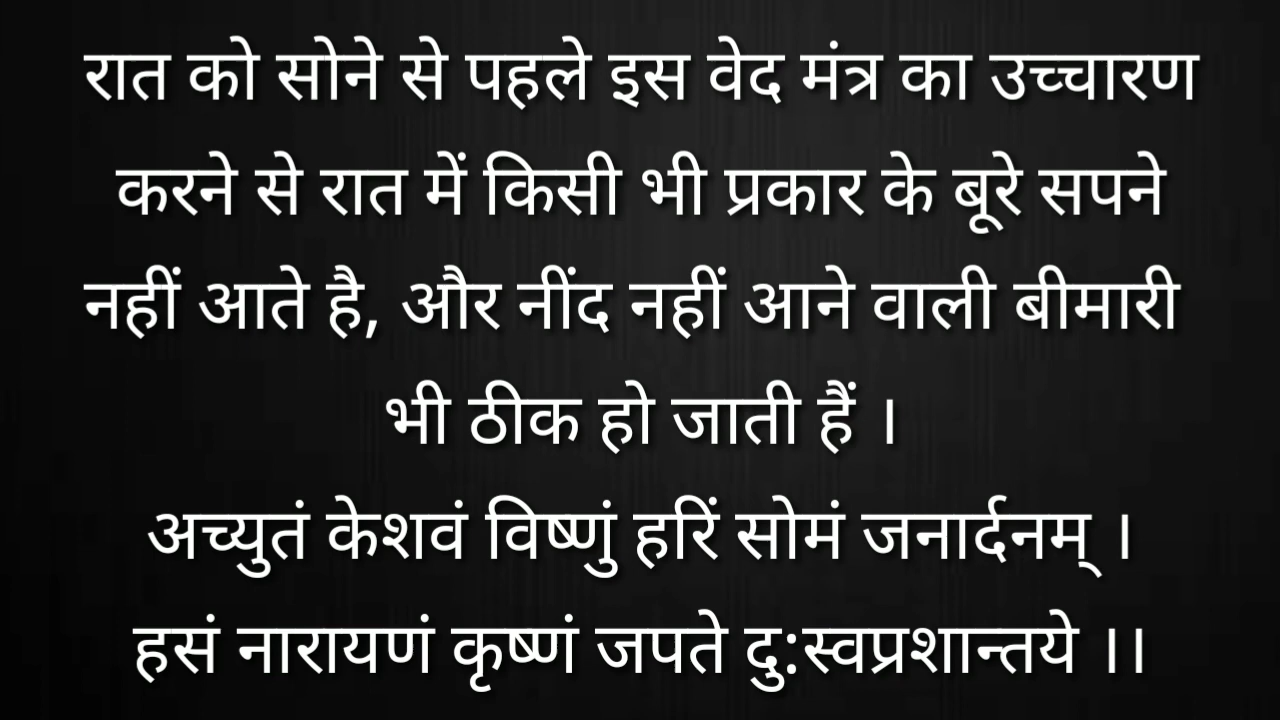 रात को सोने से पहले इस वेद मंत्र का उच्चारण
करने से रात में किसी भी प्रकार के बूरे सपने
नहीं आते है, और नींद नहीं आने वाली बीमारी
भी ठीक हो जाती हैं ।
अच्युतं केशवं विष्णुं हरिं सोमं जनार्दनम् ।
हसं नारायणं कृष्णं जपते दु:स्वप्रशान्तये ।।